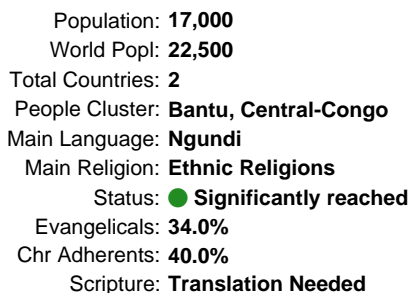 Population: 17,000
World Popl: 22,500
Total Countries: 2
People Cluster: Bantu, Central-Congo
Main Language: Ngundi
Main Religion: Ethnic Religions
Status: Significantly reached
Evangelicals: 34.0%
Chr Adherents: 40.0%
Scripture: Translation Needed